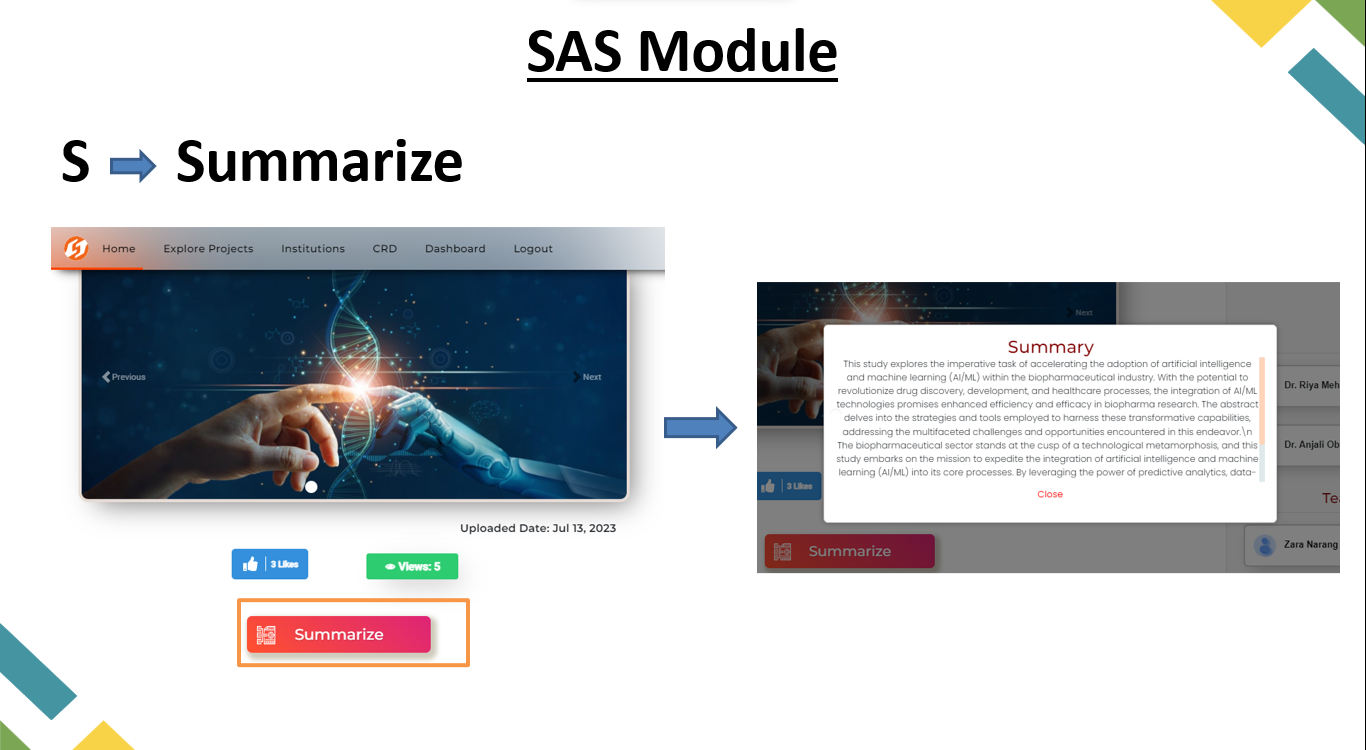 SAS Module
S Summarize
Home Explore Projects Institutions CRD Dashboard Logout
Previous
Next
Uploaded Date: Jul 13, 2023
3 Likes
Views: 5
Summarize
Next
Summary
This study explores the imperative task of accelerating the adoption of artificial intelligence
and machine learning (AI/ML) within the biopharmaceutical industry. With the potential to
revolutionize drug discovery, development, and healthcare processes, the integration of AI/ML
technologies promises enhanced efficiency and efficacy in biopharma research. The abstract
delves into the strategies and tools employed to harness these transformative capabilities,
addressing the multifaceted challenges and opportunities encountered in this endeavor.\n
The biopharmaceutical sector stands at the cusp of a technological metamorphosis, and this
study embarks on the mission to expedite the integration of artificial intelligence and machine
learning (AI/ML) into its core processes. By leveraging the power of predictive analytics, data-
Close
Dr. Riya Meh
Dr. Anjali Ob
3 Likes
Tea
Zara Narang
Summarize